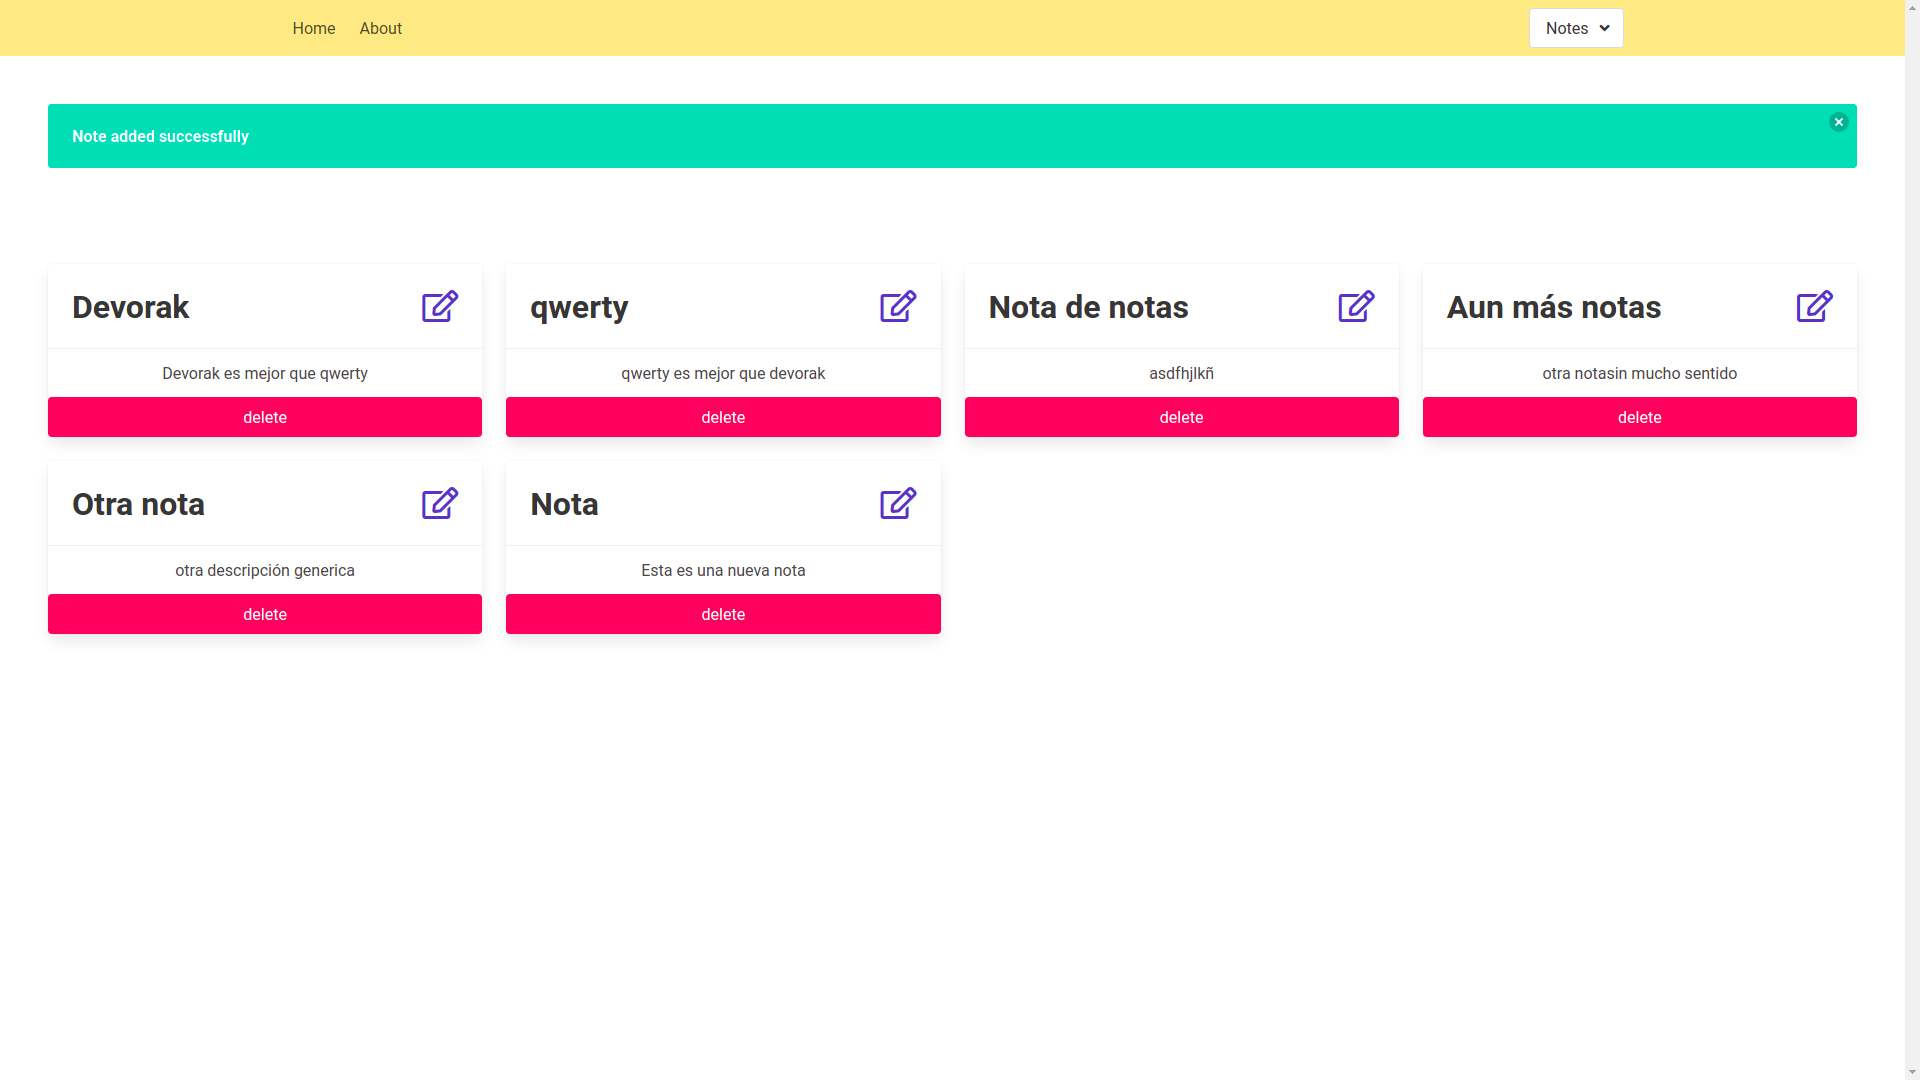 Home About Notes
Note added successfully
Devorak
Devorak es mejor que qwerty
delete
qwerty
qwerty es mejor que devorak
delete
Nota de notas
asdfhjlkñ
delete
Aun más notas
otra notasin mucho sentido
delete
Otra nota
otra descripción generica
delete
Nota
Esta es una nueva nota
delete